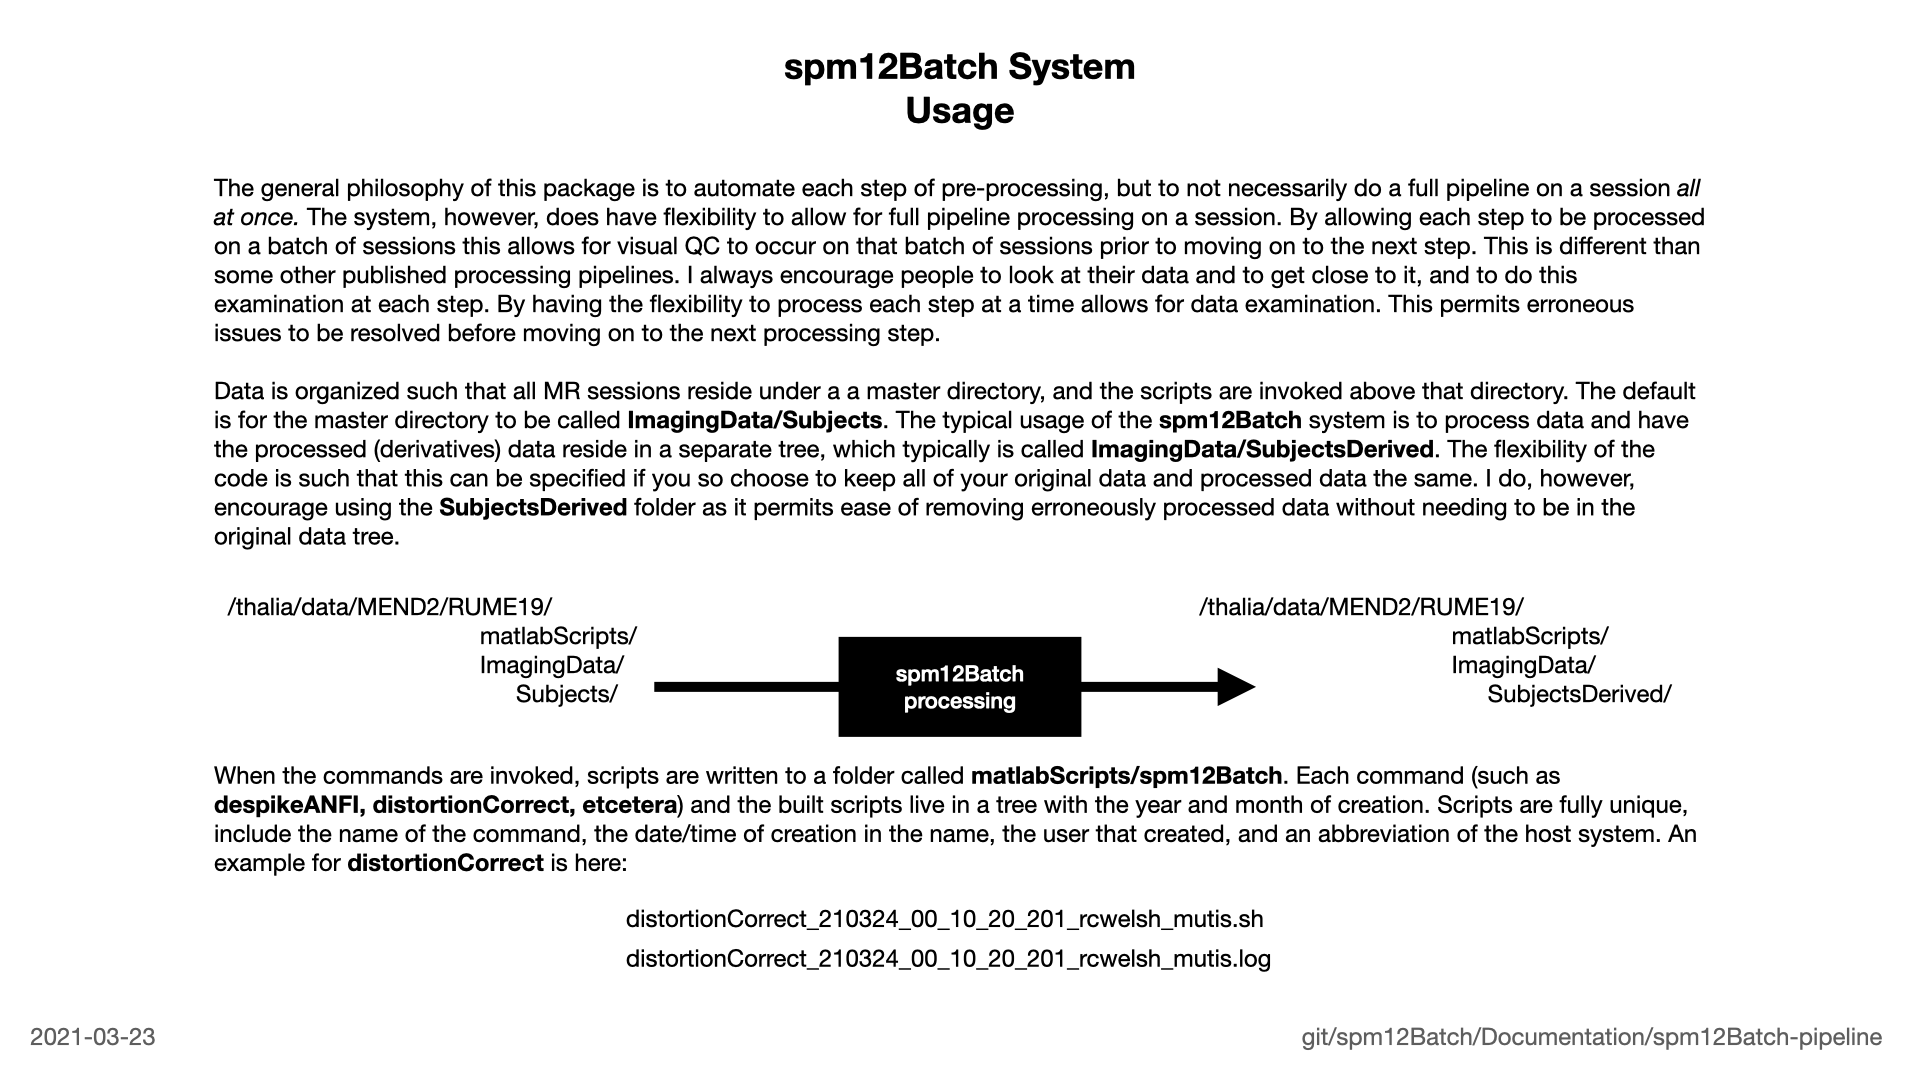 spm12Batch System
Usage
The general philosophy of this package is to automate each step of pre-processing, but to not necessarily do a full pipeline on a session all
at once. The system, however, does have flexibility to allow for full pipeline processing on a session. By allowing each step to be processed
on a batch of sessions this allows for visual QC to occur on that batch of sessions prior to moving on to the next step. This is different than
some other published processing pipelines. I always encourage people to look at their data and to get close to it, and to do this
examination at each step. By having the flexibility to process each step at a time allows for data examination. This permits erroneous
issues to be resolved before moving on to the next processing step.
Data is organized such that all MR sessions reside under a a master directory, and the scripts are invoked above that directory. The default
is for the master directory to be called ImagingData/Subjects. The typical usage of the spm12Batch system is to process data and have
the processed (derivatives) data reside in a separate tree, which typically is called ImagingData/SubjectsDerived. The flexibility of the
code is such that this can be specified if you so choose to keep all of your original data and processed data the same. I do, however,
encourage using the SubjectsDerived folder as it permits ease of removing erroneously processed data without needing to be in the
original data tree.
/thalia/data/MEND2/RUME19/
matlabScripts/
ImagingData/
Subjects/
spm12Batch
processing
/thalia/data/MEND2/RUME19/
matlabScripts/
ImagingData/
SubjectsDerived/
When the commands are invoked, scripts are written to a folder called matlabScripts/spm12Batch. Each command (such as
despikeANFI, distortionCorrect, etcetera) and the built scripts live in a tree with the year and month of creation. Scripts are fully unique,
include the name of the command, the date/time of creation in the name, the user that created, and an abbreviation of the host system. An
example for distortionCorrect is here:
distortionCorrect_210324_00_10_20_201_rcwelsh_mutis.sh
distortionCorrect_210324_00_10_20_201_rcwelsh_mutis.log
2021-03-23
git/spm12Batch/Documentation/spm12Batch-pipeline